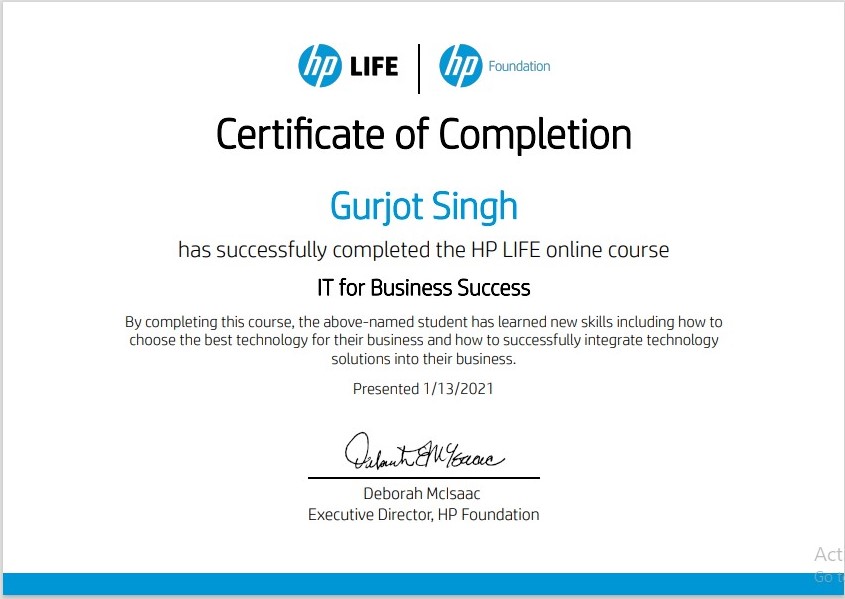 hp LIFE | hp Foundation
Certificate of Completion
Gurjot Singh
has successfully completed the HP LIFE online course
IT for Business Success
By completing this course, the above-named student has learned new skills including how to
choose the best technology for their business and how to successfully integrate technology
solutions into their business.
Presented 1/13/2021
Deborah McIsaac
Deborah McIsaac
Executive Director, HP Foundation
Act
Go t